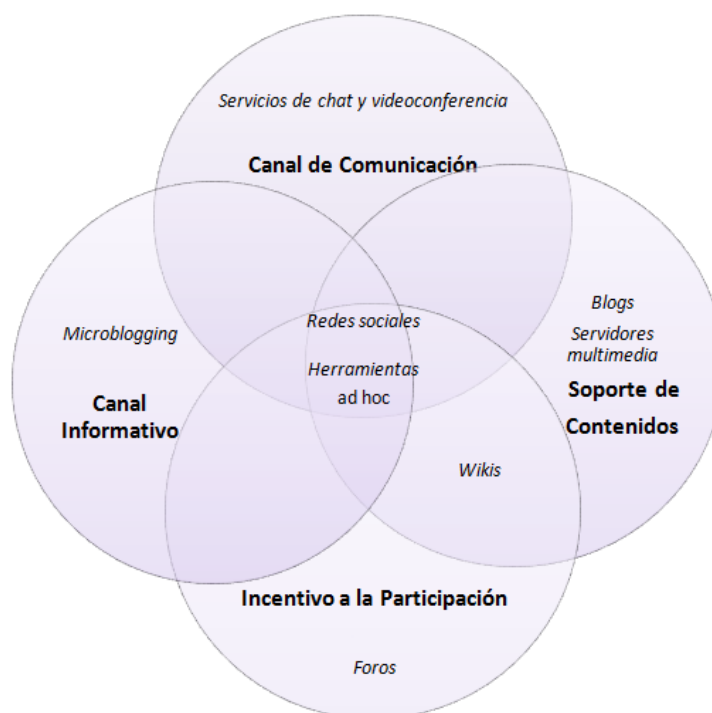 Servicios de chat y videoconferencia
Canal de Comunicación
Blogs
Redes sociales
Microblogging
Servidores
multimedia
Herramientas
ad hoc
Soporte de
Contenidos
Canal
Informativo
Wikis
Incentivo a la Participación
Foros